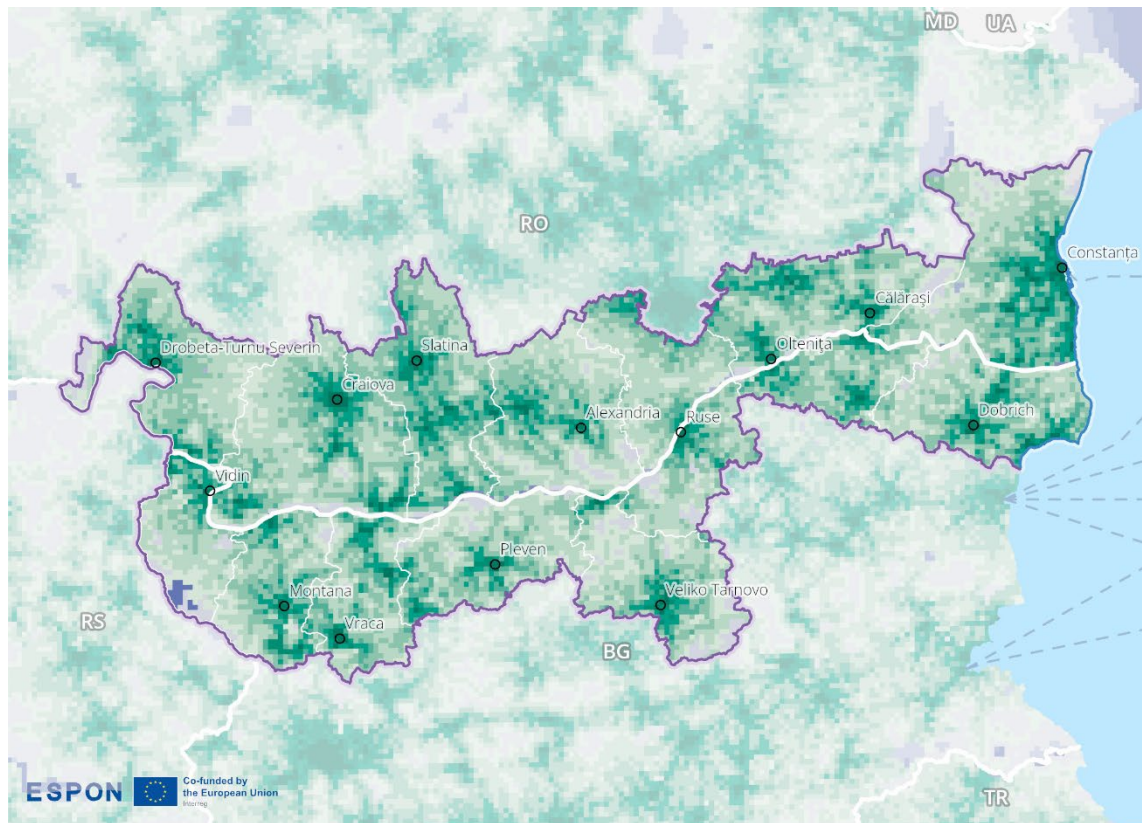 MD
UA
RO
Constanța
Călărași
Drobeta-Turnu Severin
Slatina
Oltenița
Craiova
Alexandria
Ruse
Dobrich
Vidin
Pleven
Montana
Veliko Tarnovo
RS
Vraca
BG
ESPON
Co-funded by
the European Union
Interreg
TR